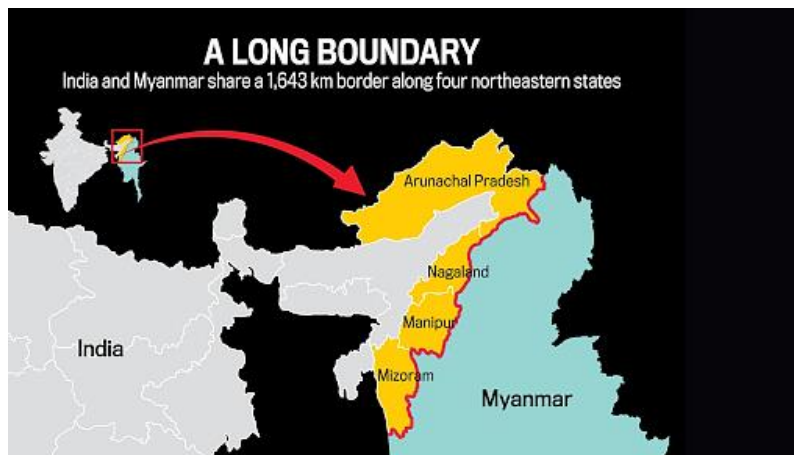 A LONG BOUNDARY
India and Myanmar share a 1,643 km border along four northeastern states
Arunachal Pradesh
Nagaland
Manipur
India
Mizoram
Myanmar